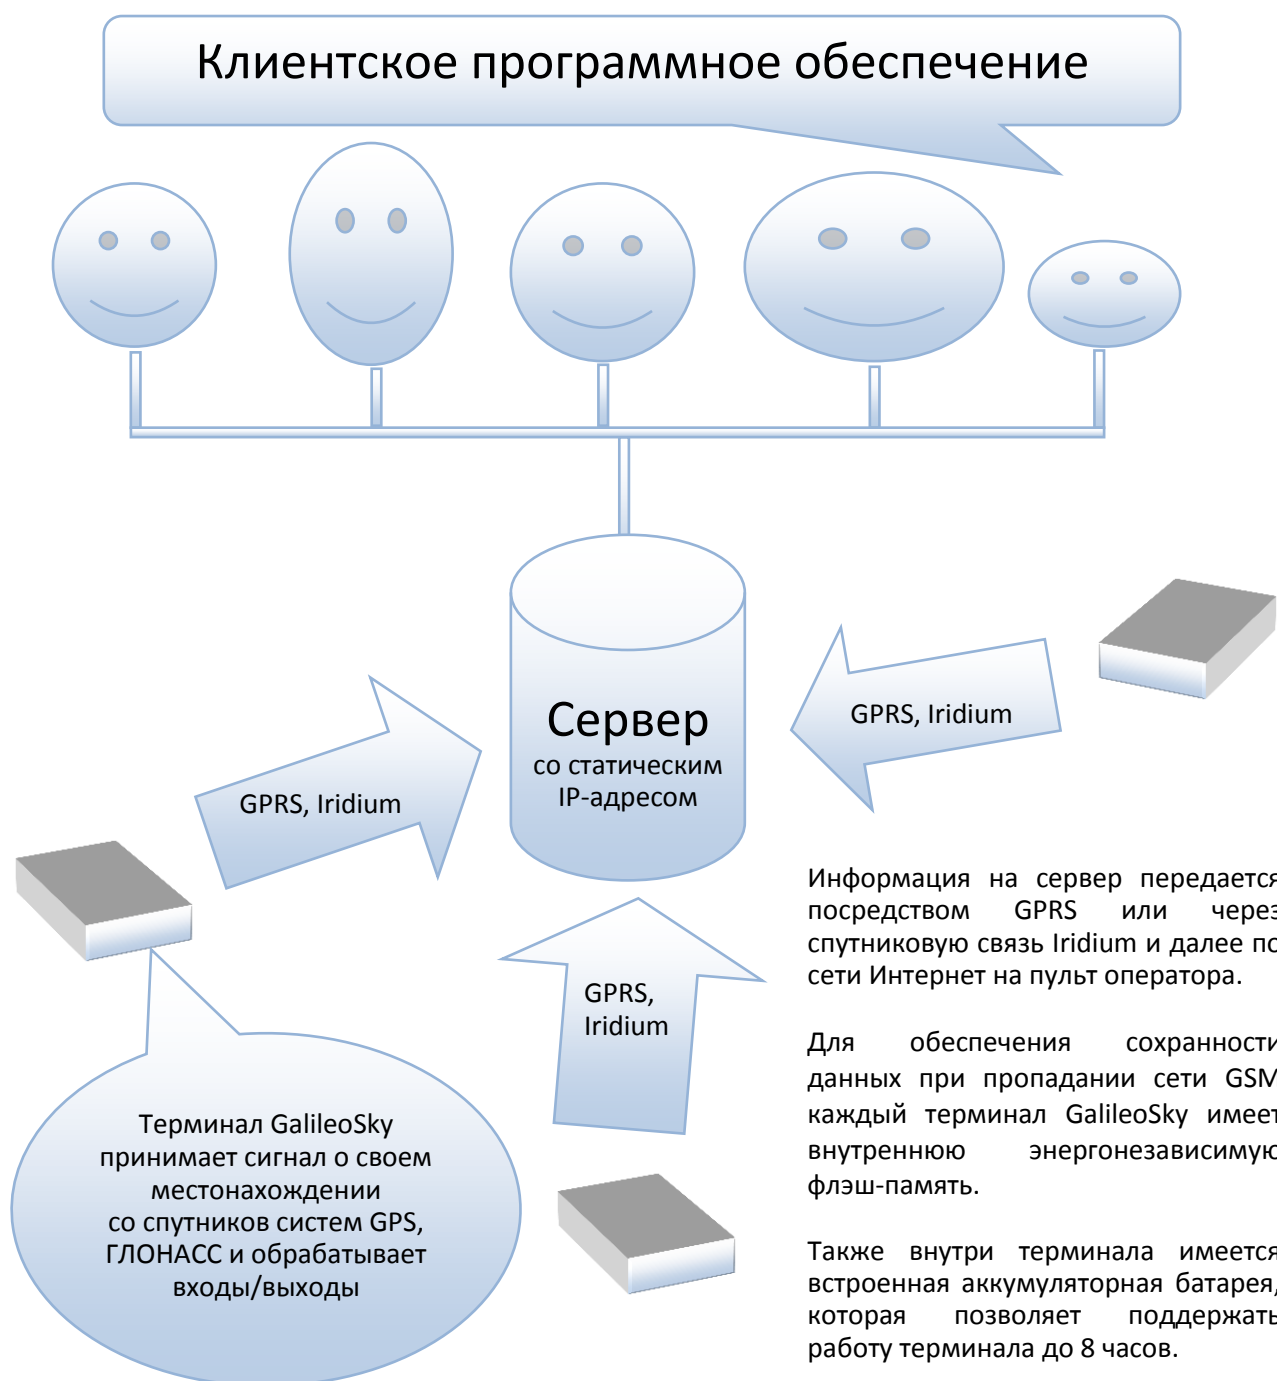 Клиентское программное обеспечение
Сервер
со статическим
IP-адресом
GPRS, Iridium
GPRS, Iridium
GPRS,
Iridium
Терминал GalileoSky
принимает сигнал о своем
местонахождении
со спутников систем GPS,
ГЛОНАСС и обрабатывает
входы/выходы
Информация на сервер передается
посредством GPRS или через
спутниковую связь Iridium и далее по
сети Интернет на пульт оператора.
Для обеспечения сохранности
данных при пропадании сети GSM
каждый терминал GalileoSky имеет
внутреннюю энергонезависимую
флэш-память.
Также внутри терминала имеется
встроенная аккумуляторная батарея,
которая позволяет поддержать
работу терминала до 8 часов.